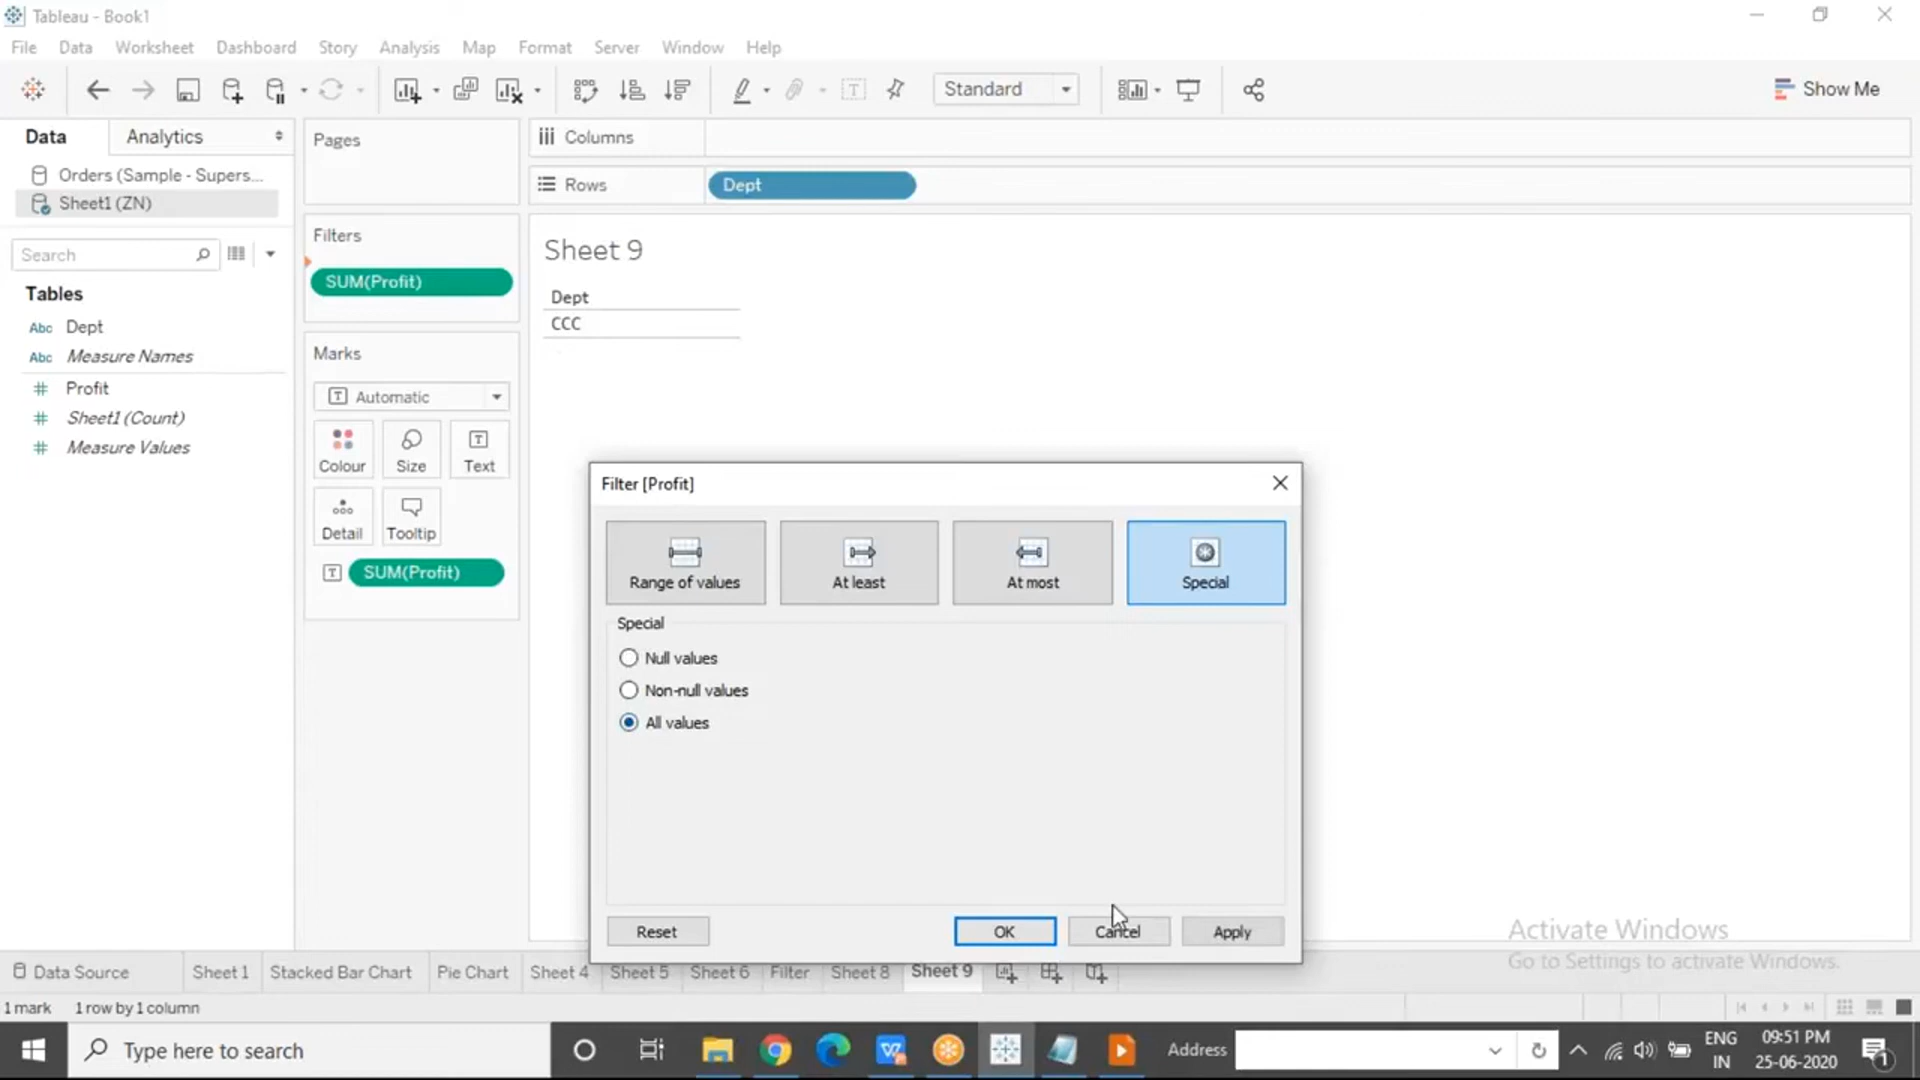 Tableau - Book1
File Data Worksheet Dashboard Story Analysis Map Format Server Window Help
Standard
Show Me
Data Analytics
Orders (Sample - Supers...
Sheet1 (ZN)
Search
Tables
Abc Dept
Abc Measure Names
# Profit
# Sheet1 (Count)
# Measure Values
Pages
Filters
SUM(Profit)
Marks
Automatic
Colour Size Text
Detail Tooltip
SUM(Profit)
Columns
Rows Dept
Sheet 9
Dept
CCC
Filter [Profit]
Range of values At least At most Special
Special
Null values
Non-null values
All values
Reset OK Cancel Apply
Activate Windows
Go to Settings to activate Windows.
Data Source Sheet 1 Stacked Bar Chart Pie Chart Sheet 4 Sheet 5 Sheet 6 Filter Sheet 8 Sheet 9
1 mark 1 row by 1 column
Type here to search
Address
ENG
IN
09:51 PM
25-06-2020
1